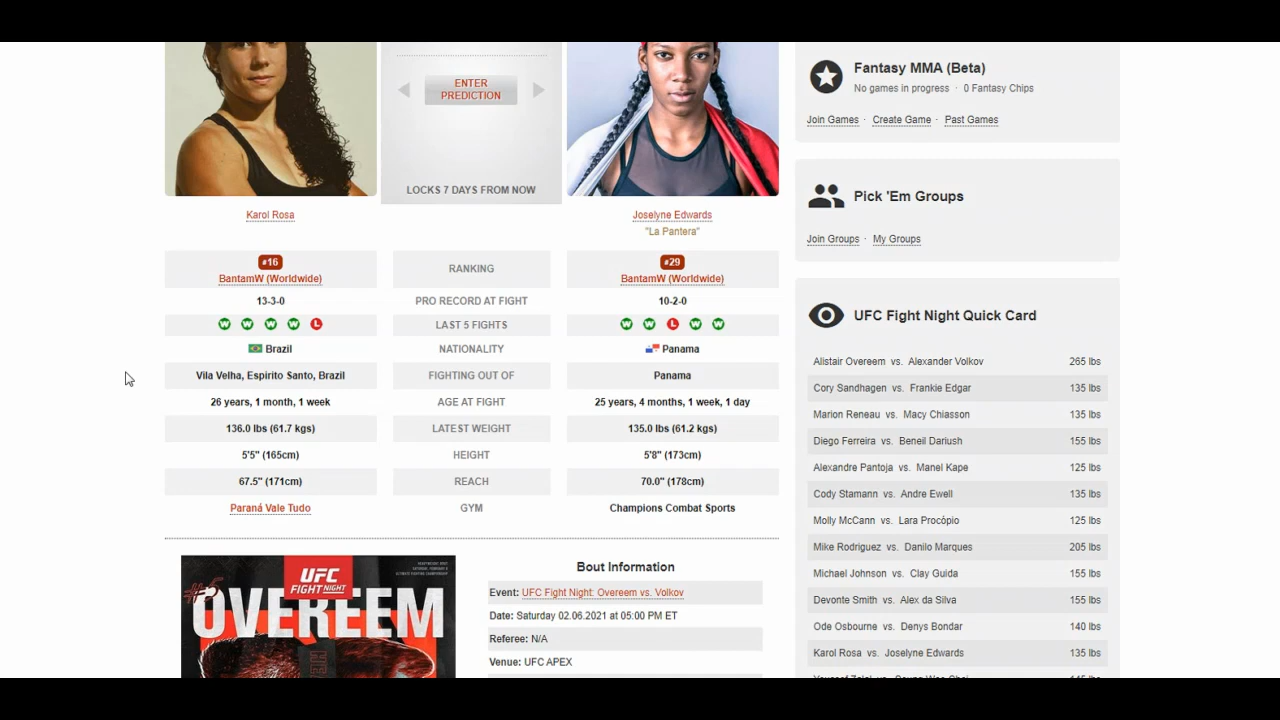 ENTER
PREDICTION
LOCKS 7 DAYS FROM NOW
Karol Rosa
Joselyne Edwards
"La Pantera"
#16
BantamW (Worldwide)
RANKING
#29
BantamW (Worldwide)
13-3-0 PRO RECORD AT FIGHT 10-2-0
W W W W L LAST 5 FIGHTS W W L W W
Brazil NATIONALITY Panama
Vila Velha, Espirito Santo, Brazil FIGHTING OUT OF Panama
26 years, 1 month, 1 week AGE AT FIGHT 25 years, 4 months, 1 week, 1 day
136.0 lbs (61.7 kgs) LATEST WEIGHT 135.0 lbs (61.2 kgs)
5'5" (165cm) HEIGHT 5'8" (173cm)
67.5" (171cm) REACH 70.0" (178cm)
Paraná Vale Tudo GYM Champions Combat Sports
UFC
FIGHT NIGHT
OVEREEM
Bout Information
Event: UFC Fight Night: Overeem vs. Volkov
Date: Saturday 02.06.2021 at 05:00 PM ET
Referee: N/A
Venue: UFC APEX
Fantasy MMA (Beta)
No games in progress · 0 Fantasy Chips
Join Games · Create Game · Past Games
Pick 'Em Groups
Join Groups · My Groups
UFC Fight Night Quick Card
Alistair Overeem vs. Alexander Volkov 265 lbs
Cory Sandhagen vs. Frankie Edgar 135 lbs
Marion Reneau vs. Macy Chiasson 135 lbs
Diego Ferreira vs. Beneil Dariush 155 lbs
Alexandre Pantoja vs. Manel Kape 125 lbs
Cody Stamann vs. Andre Ewell 135 lbs
Molly McCann vs. Lara Procópio 125 lbs
Mike Rodriguez vs. Danilo Marques 205 lbs
Michael Johnson vs. Clay Guida 155 lbs
Devonte Smith vs. Alex da Silva 155 lbs
Ode Osbourne vs. Denys Bondar 140 lbs
Karol Rosa vs. Joselyne Edwards 135 lbs